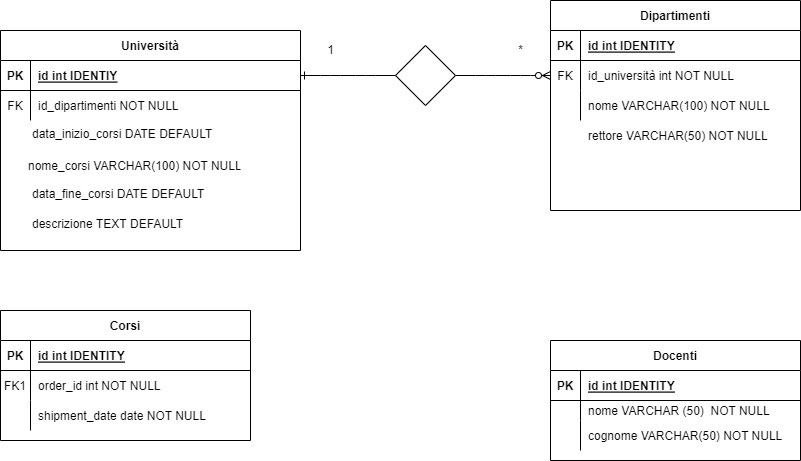 Università
PK id int IDENTIY
FK id_dipartimenti NOT NULL
data_inizio_corsi DATE DEFAULT
nome_corsi VARCHAR(100) NOT NULL
data_fine_corsi DATE DEFAULT
descrizione TEXT DEFAULT
1
*
Dipartimenti
PK id int IDENTITY
FK id_università int NOT NULL
nome VARCHAR(100) NOT NULL
rettore VARCHAR(50) NOT NULL
Corsi
PK id int IDENTITY
FK1 order_id int NOT NULL
shipment_date date NOT NULL
Docenti
PK id int IDENTITY
nome VARCHAR (50) NOT NULL
cognome VARCHAR(50) NOT NULL